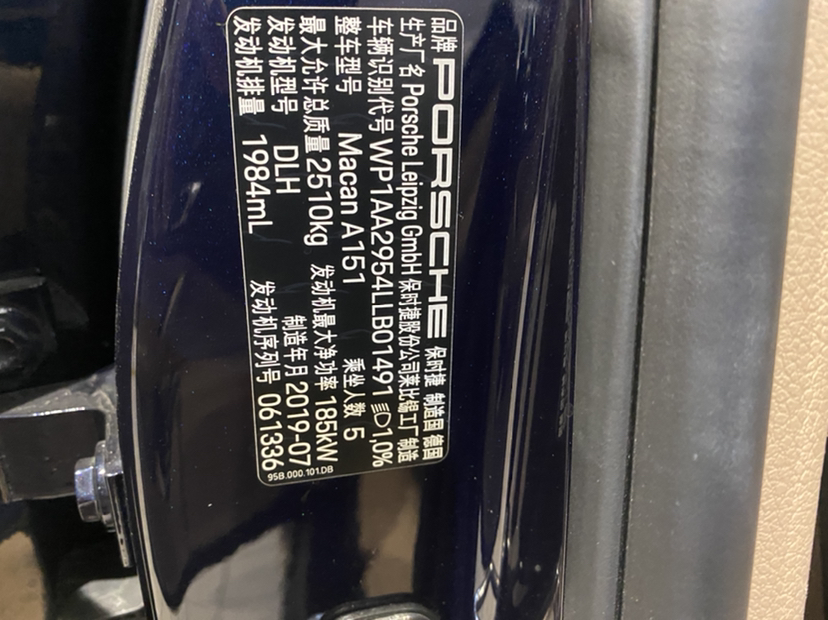 品牌 PORSCHE 保时捷 制造国 德国
生产厂名 Porsche Leipzig GmbH 保时捷股份公司莱比锡工厂 制造
车辆识别代号 WP1AA2954LLB01491 1,0%
整车型号 Macan A151 乘坐人数 5
最大允许总质量 2510kg 发动机最大净功率 185kW
发动机型号 DLH 制造年月 2019-07
发动机排量 1984mL 发动机序列号 061336
95B.000.101.DB